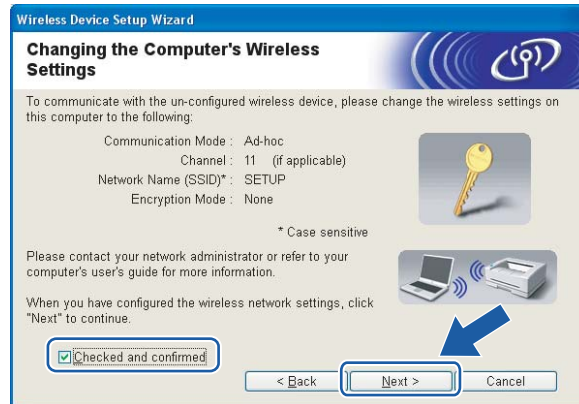 Wireless Device Setup Wizard
Changing the Computer's Wireless
Settings
To communicate with the un-configured wireless device, please change the wireless settings on
this computer to the following:
Communication Mode : Ad-hoc
Channel : 11 (if applicable)
Network Name (SSID)* : SETUP
Encryption Mode : None
* Case sensitive
Please contact your network administrator or refer to your
computer's user's guide for more information.
When you have configured the wireless network settings, click
"Next" to continue.
Checked and confirmed
< Back Next > Cancel